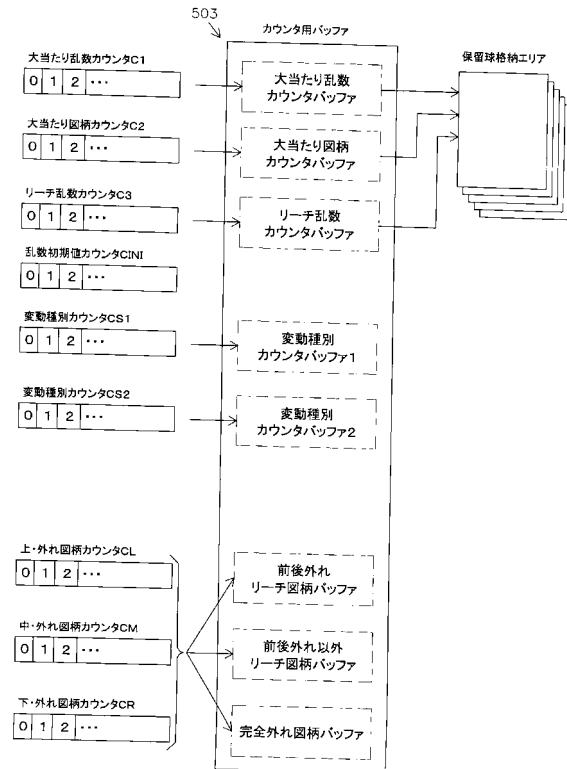 503
カウンタ用バッファ
保留球格納エリア
大当たり乱数カウンタC1
0 1 2 ・・・
大当たり乱数
カウンタバッファ
大当たり図柄カウンタC2
0 1 2 ・・・
大当たり図柄
カウンタバッファ
リーチ乱数カウンタC3
0 1 2 ・・・
リーチ乱数
カウンタバッファ
乱数初期値カウンタCINI
0 1 2 ・・・
変動種別カウンタCS1
0 1 2 ・・・
変動種別
カウンタバッファ1
変動種別カウンタCS2
0 1 2 ・・・
変動種別
カウンタバッファ2
上・外れ図柄カウンタCL
0 1 2 ・・・
前後外れ
リーチ図柄バッファ
中・外れ図柄カウンタCM
0 1 2 ・・・
前後外れ以外
リーチ図柄バッファ
下・外れ図柄カウンタCR
0 1 2 ・・・
完全外れ図柄バッファ